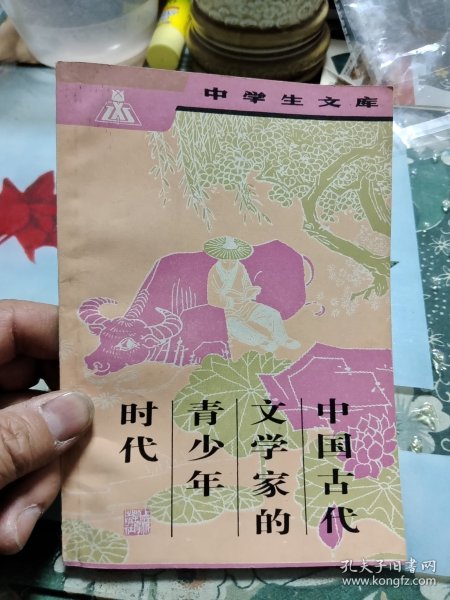 中学生文库
中国古代
文学家的
青少年
时代
孔夫子旧书网
www.kongfz.com